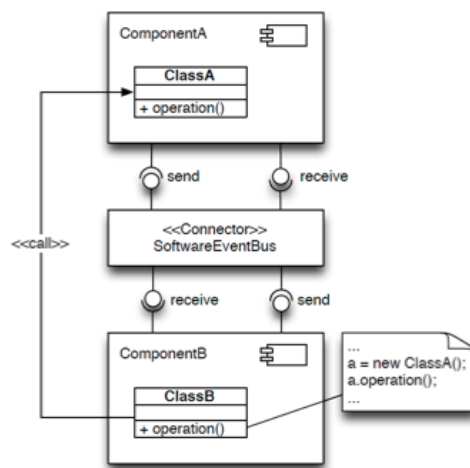 ComponentA
ClassA
+ operation()
send
receive
<<call>>
<<Connector>>
SoftwareEventBus
receive
send
ComponentB
ClassB
+ operation()
...
a = new ClassA();
a.operation();
...